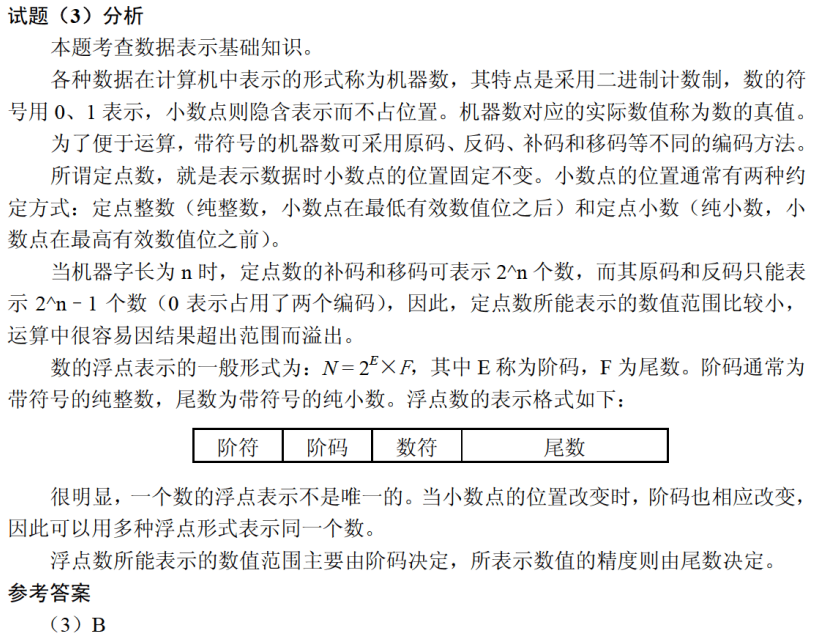 试题（3）分析
本题考查数据表示基础知识。
各种数据在计算机中表示的形式称为机器数，其特点是采用二进制计数制，数的符
号用 0、1 表示，小数点则隐含表示而不占位置。机器数对应的实际数值称为数的真值。
为了便于运算，带符号的机器数可采用原码、反码、补码和移码等不同的编码方法。
所谓定点数，就是表示数据时小数点的位置固定不变。小数点的位置通常有两种约
定方式：定点整数（纯整数，小数点在最低有效数值位之后）和定点小数（纯小数，小
数点在最高有效数值位之前）。
当机器字长为 n 时，定点数的补码和移码可表示 2^n 个数，而其原码和反码只能表
示 2^n－1 个数（0 表示占用了两个编码），因此，定点数所能表示的数值范围比较小，
运算中很容易因结果超出范围而溢出。
数的浮点表示的一般形式为：N = 2^E×F，其中 E 称为阶码，F 为尾数。阶码通常为
带符号的纯整数，尾数为带符号的纯小数。浮点数的表示格式如下：
阶符 阶码 数符 尾数
很明显，一个数的浮点表示不是唯一的。当小数点的位置改变时，阶码也相应改变，
因此可以用多种浮点形式表示同一个数。
浮点数所能表示的数值范围主要由阶码决定，所表示数值的精度则由尾数决定。
参考答案
（3）B